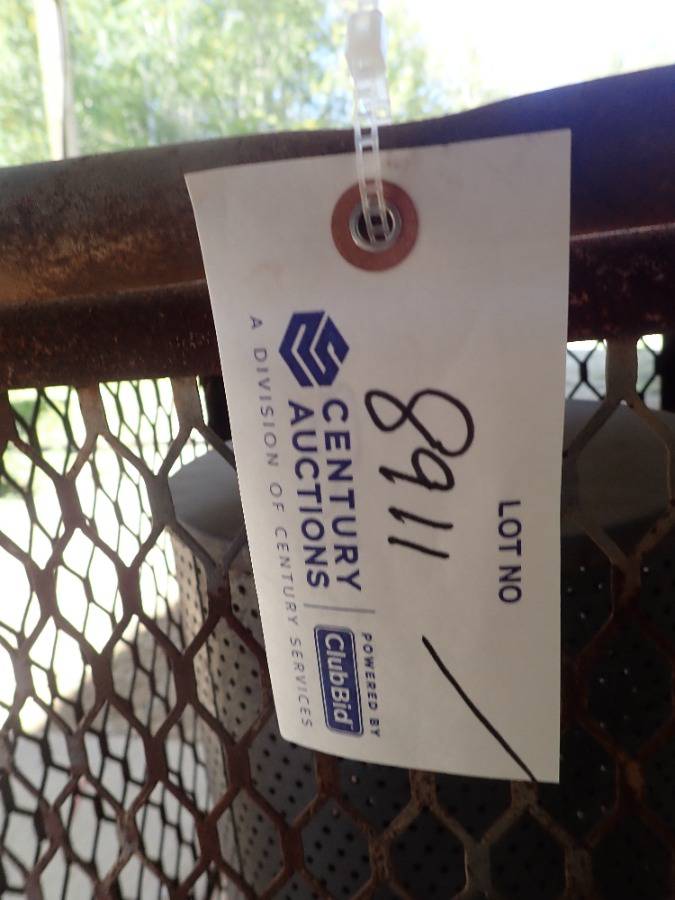 LOT NO
8911
CENTURY
AUCTIONS
POWERED BY
ClubBid
A DIVISION OF CENTURY SERVICES